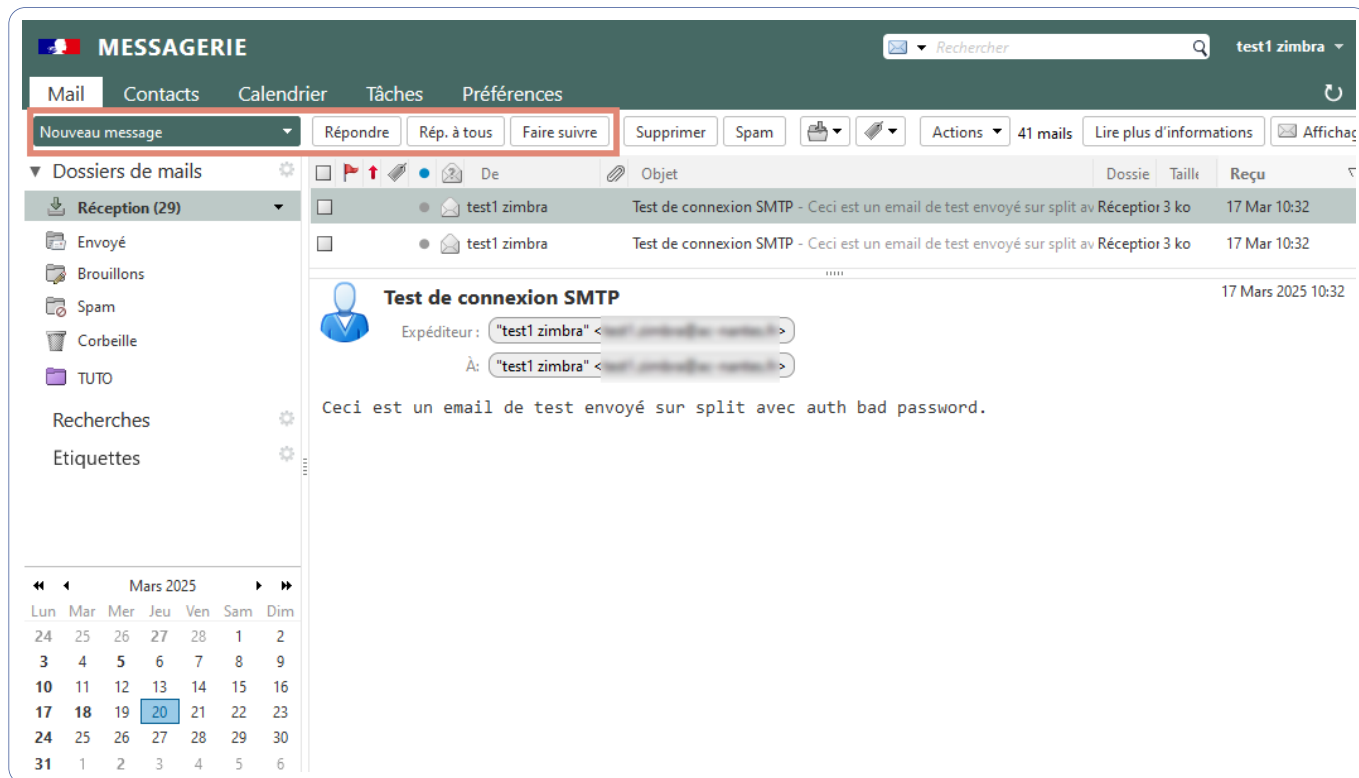 MESSAGERIE
Rechercher
test1 zimbra
Mail Contacts Calendrier Tâches Préférences
Nouveau message Répondre Rép. à tous Faire suivre Supprimer Spam Actions 41 mails Lire plus d'informations Affichag
Dossiers de mails
De Objet Dossie Taille Reçu
Réception (29)
test1 zimbra Test de connexion SMTP - Ceci est un email de test envoyé sur split av Réception 3 ko 17 Mar 10:32
Envoyé
test1 zimbra Test de connexion SMTP - Ceci est un email de test envoyé sur split av Réception 3 ko 17 Mar 10:32
Brouillons
Spam
Corbeille
TUTO
Recherches
Etiquettes
Test de connexion SMTP 17 Mars 2025 10:32
Expéditeur : "test1 zimbra" < >
À: "test1 zimbra" < >
Ceci est un email de test envoyé sur split avec auth bad password.
Mars 2025
Lun Mar Mer Jeu Ven Sam Dim
24 25 26 27 28 1 2
3 4 5 6 7 8 9
10 11 12 13 14 15 16
17 18 19 20 21 22 23
24 25 26 27 28 29 30
31 1 2 3 4 5 6